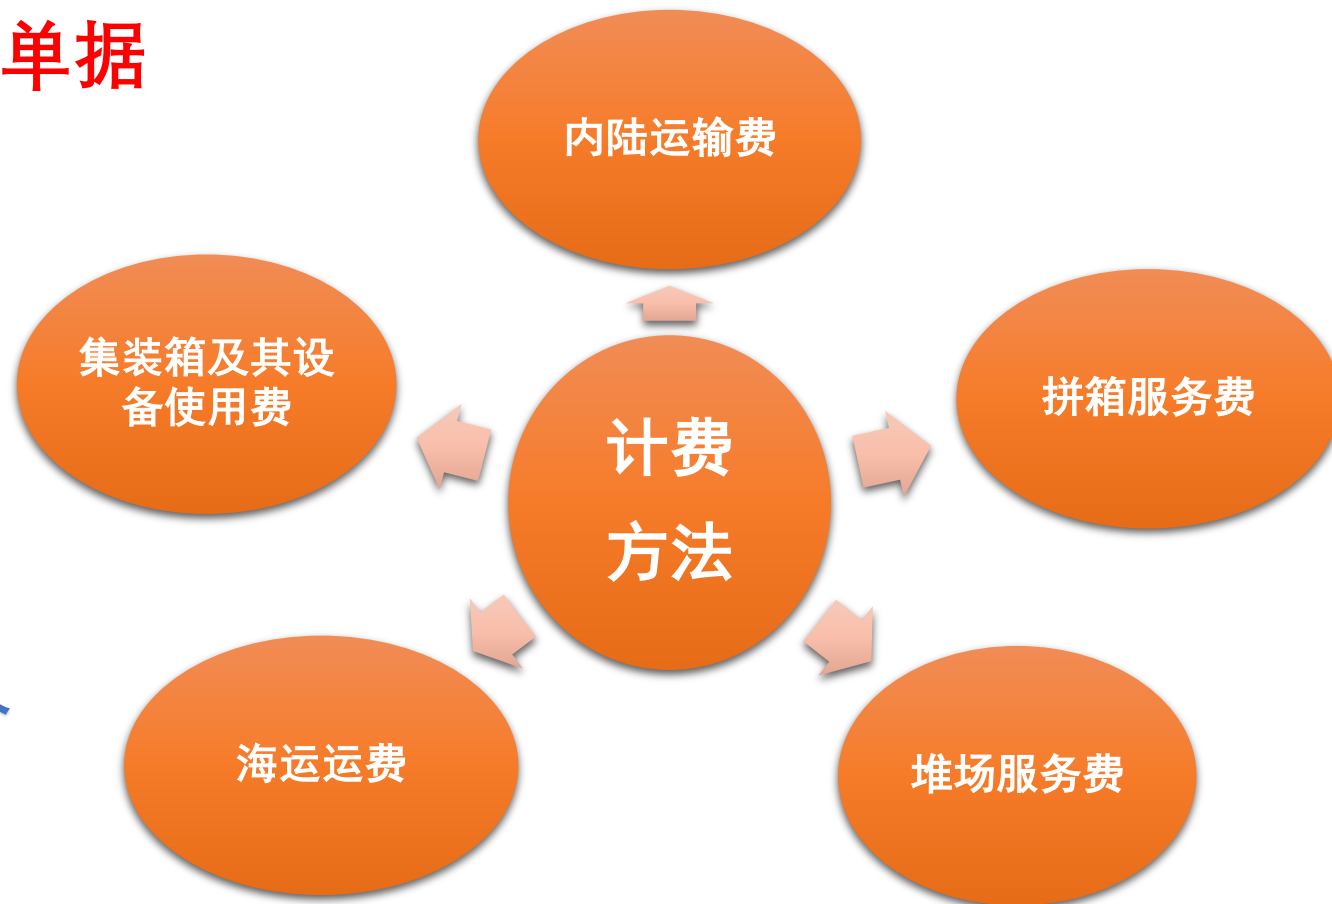 单据
内陆运输费
集装箱及其设
备使用费
拼箱服务费
计费
方法
海运运费
堆场服务费